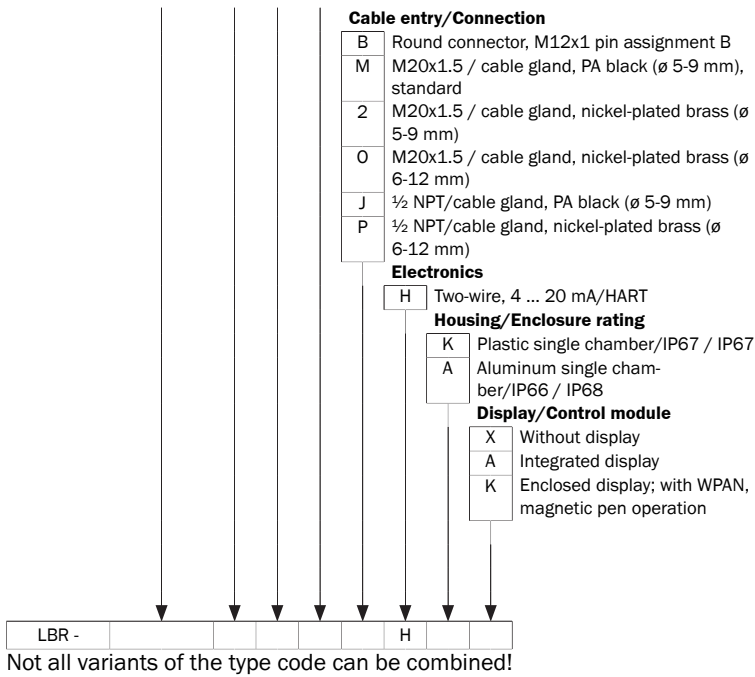 Cable entry/Connection
B Round connector, M12x1 pin assignment B
M M20x1.5 / cable gland, PA black (ø 5-9 mm),
standard
2 M20x1.5 / cable gland, nickel-plated brass (ø
5-9 mm)
0 M20x1.5 / cable gland, nickel-plated brass (ø
6-12 mm)
J ½ NPT/cable gland, PA black (ø 5-9 mm)
P ½ NPT/cable gland, nickel-plated brass (ø
6-12 mm)
Electronics
H Two-wire, 4 ... 20 mA/HART
Housing/Enclosure rating
K Plastic single chamber/IP67 / IP67
A Aluminum single cham-
ber/IP66 / IP68
Display/Control module
X Without display
A Integrated display
K Enclosed display; with WPAN,
magnetic pen operation
LBR - H
Not all variants of the type code can be combined!